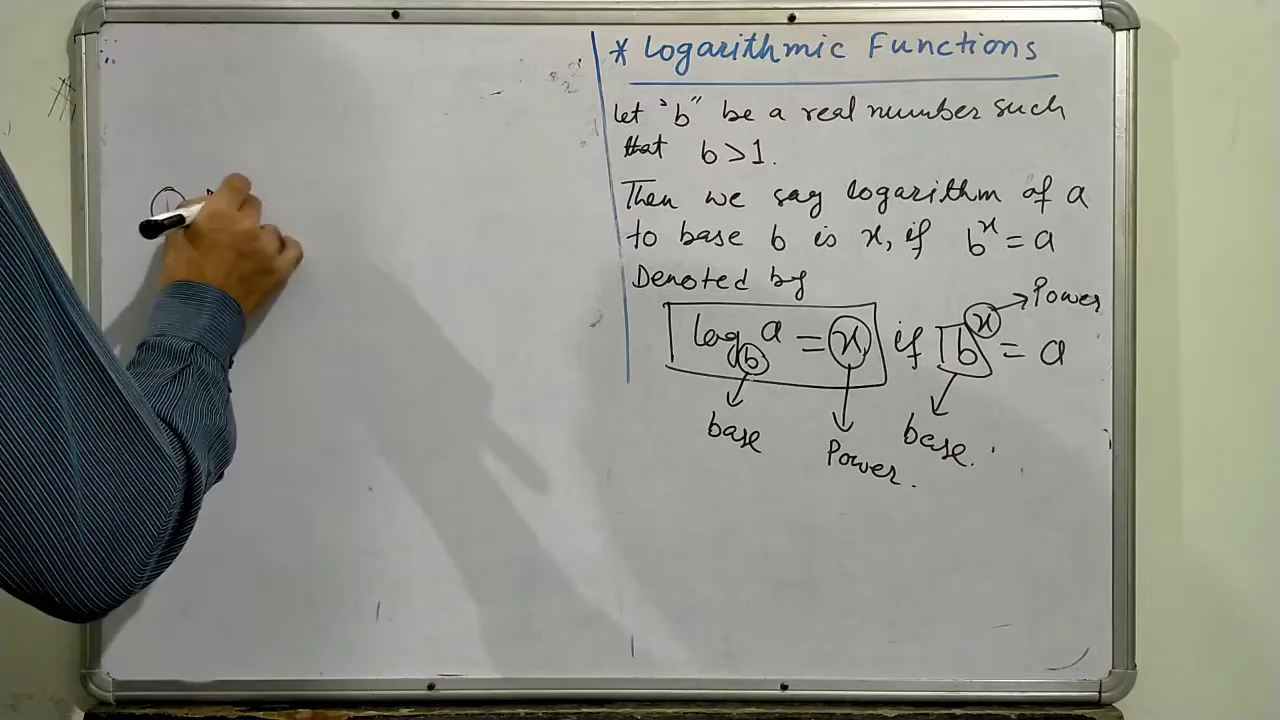 * Logarithmic Functions
Let "b" be a real number such
that b>1.
Then we say logarithm of a
to base b is x, if b^x = a
Denoted by
log_b a = x if b^x = a
Power
base
Power.
base.
①